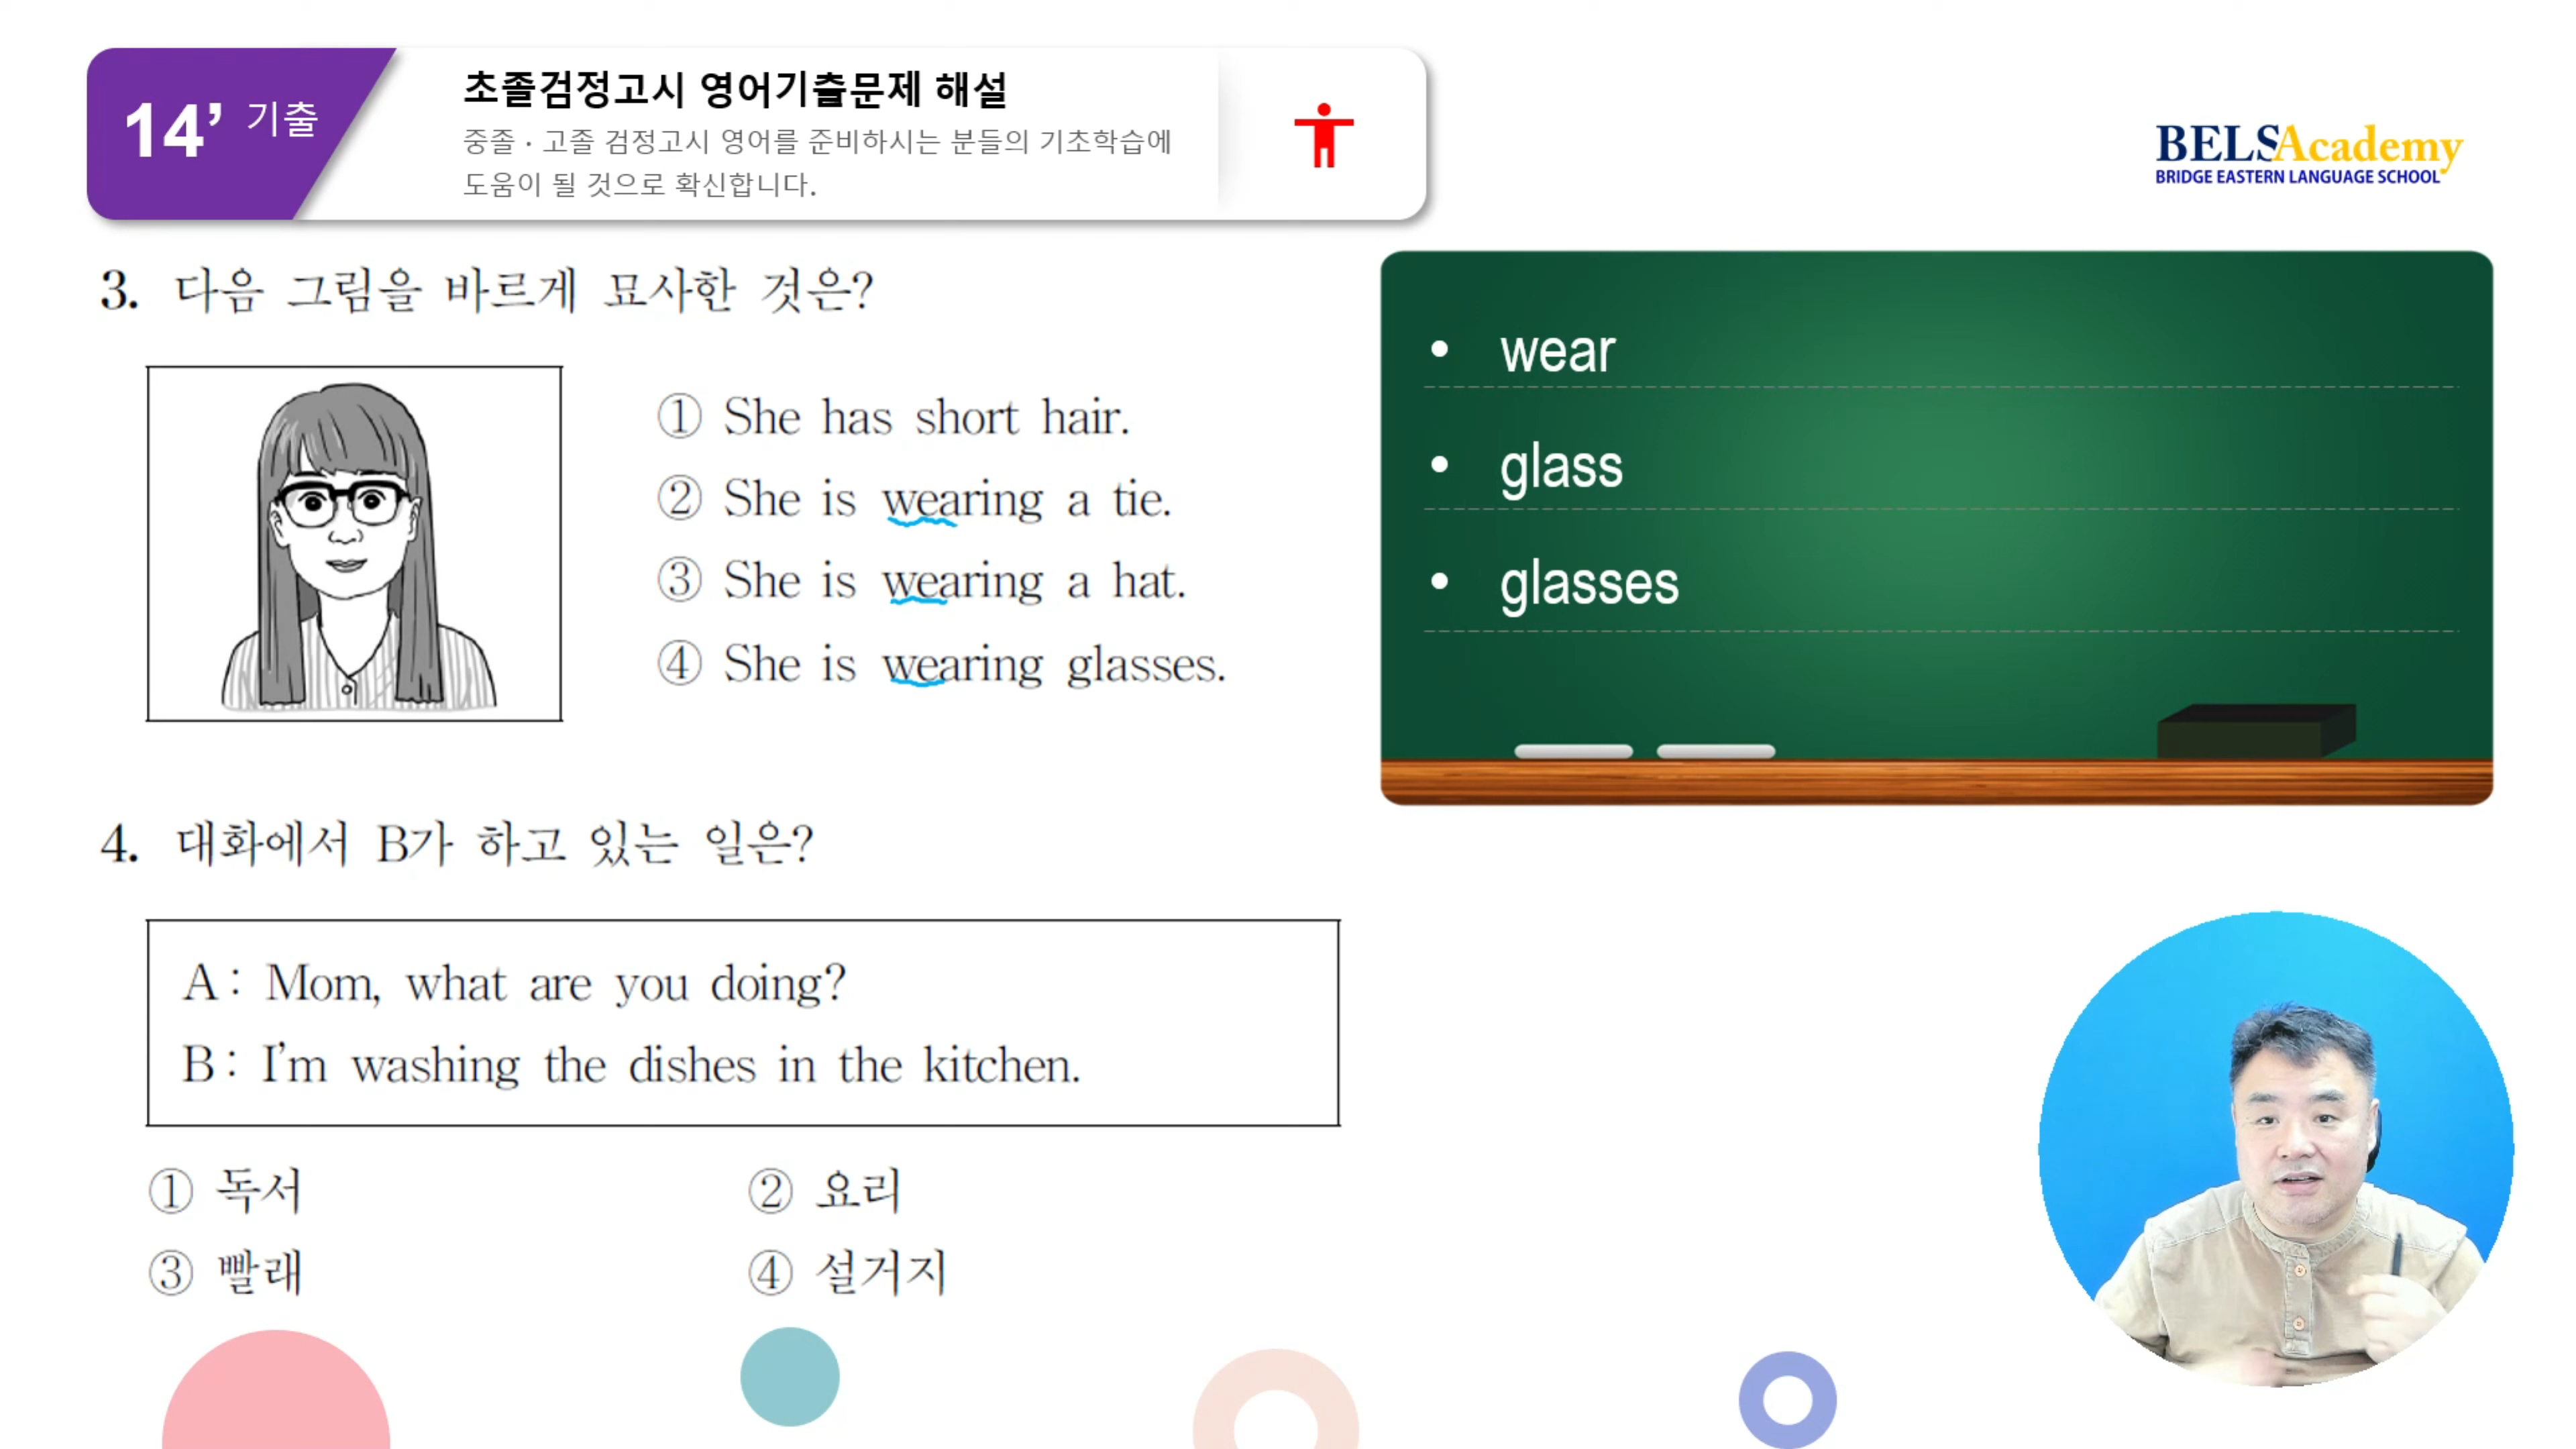 14’ 기출
초졸검정고시 영어기출문제 해설
중졸 · 고졸 검정고시 영어를 준비하시는 분들의 기초학습에
도움이 될 것으로 확신합니다.
BELSAcademy
BRIDGE EASTERN LANGUAGE SCHOOL
3. 다음 그림을 바르게 묘사한 것은?
① She has short hair.
② She is wearing a tie.
③ She is wearing a hat.
④ She is wearing glasses.
• wear
• glass
• glasses
4. 대화에서 B가 하고 있는 일은?
A : Mom, what are you doing?
B : I'm washing the dishes in the kitchen.
① 독서
② 요리
③ 빨래
④ 설거지